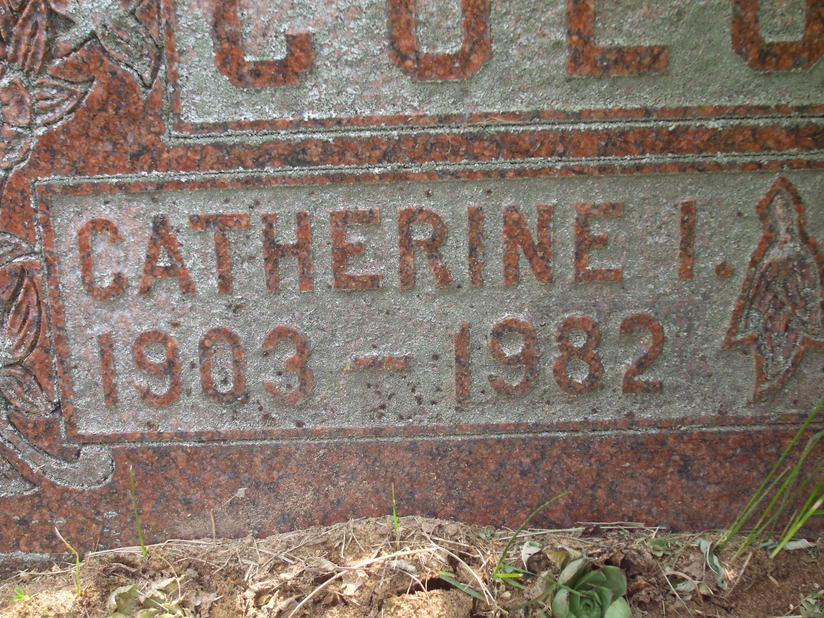 CATHERINE I.
1903 - 1982